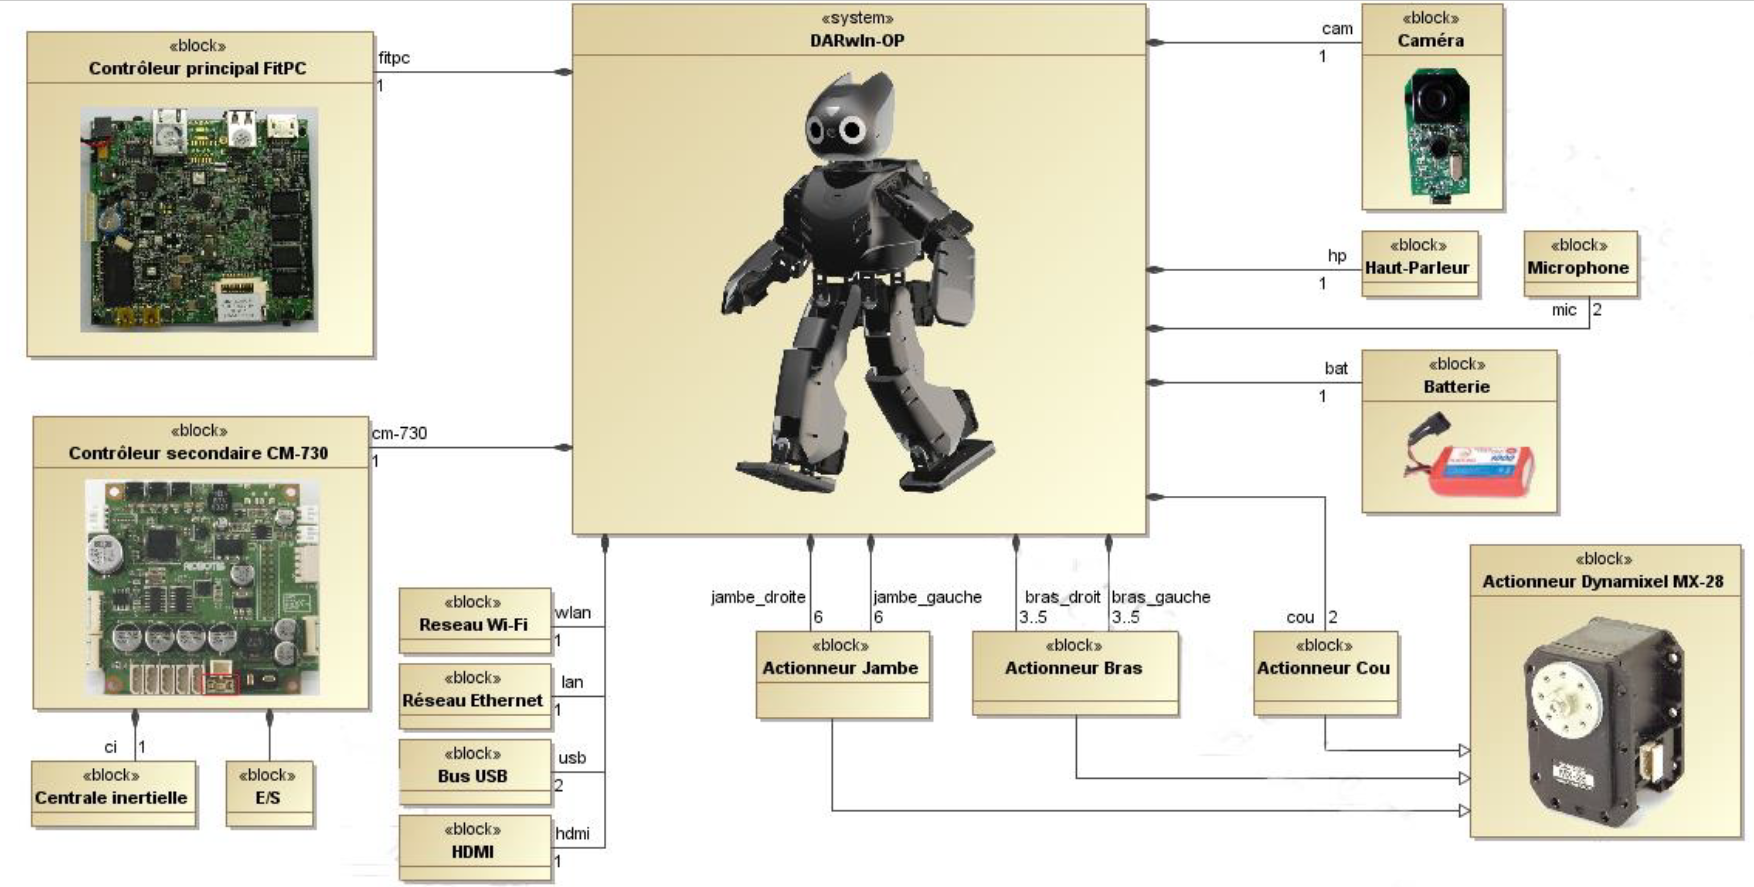 «block»
Contrôleur principal FitPC
fitpc
1
«system»
DARwIn-OP
cam
1
«block»
Caméra
hp
1
«block»
Haut-Parleur
«block»
Microphone
mic
2
bat
1
«block»
Batterie
«block»
Contrôleur secondaire CM-730
cm-730
1
ROBOTIS
ci
1
«block»
Centrale inertielle
«block»
E/S
«block»
Reseau Wi-Fi
wlan
1
«block»
Réseau Ethernet
lan
1
«block»
Bus USB
usb
2
«block»
HDMI
hdmi
1
jambe_droite
6
jambe_gauche
6
«block»
Actionneur Jambe
bras_droit
3..5
bras_gauche
3..5
«block»
Actionneur Bras
cou
2
«block»
Actionneur Cou
«block»
Actionneur Dynamixel MX-28